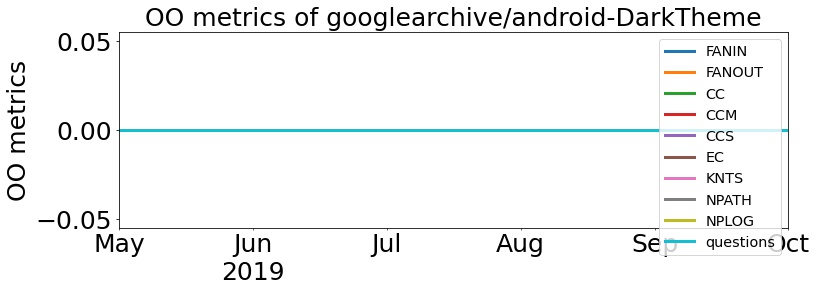 OO metrics of googlearchive/android-DarkTheme
OO metrics
0.05
0.00
−0.05
May Jun Jul Aug Sep Oct
2019
FANIN
FANOUT
CC
CCM
CCS
EC
KNTS
NPATH
NPLOG
questions